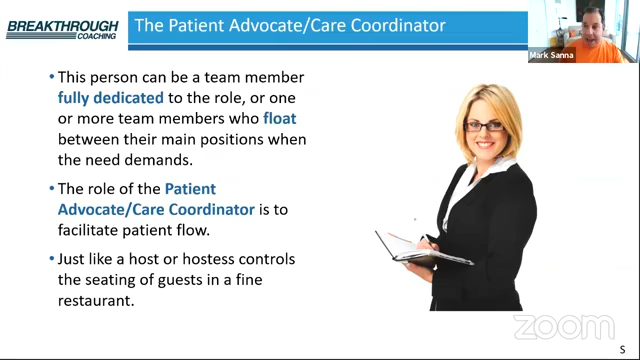 BREAKTHROUGH
COACHING
The Patient Advocate/Care Coordinator
Mark Sanna
• This person can be a team member
fully dedicated to the role, or one
or more team members who float
between their main positions when
the need demands.
• The role of the Patient
Advocate/Care Coordinator is to
facilitate patient flow.
• Just like a host or hostess controls
the seating of guests in a fine
restaurant.
zoom
S